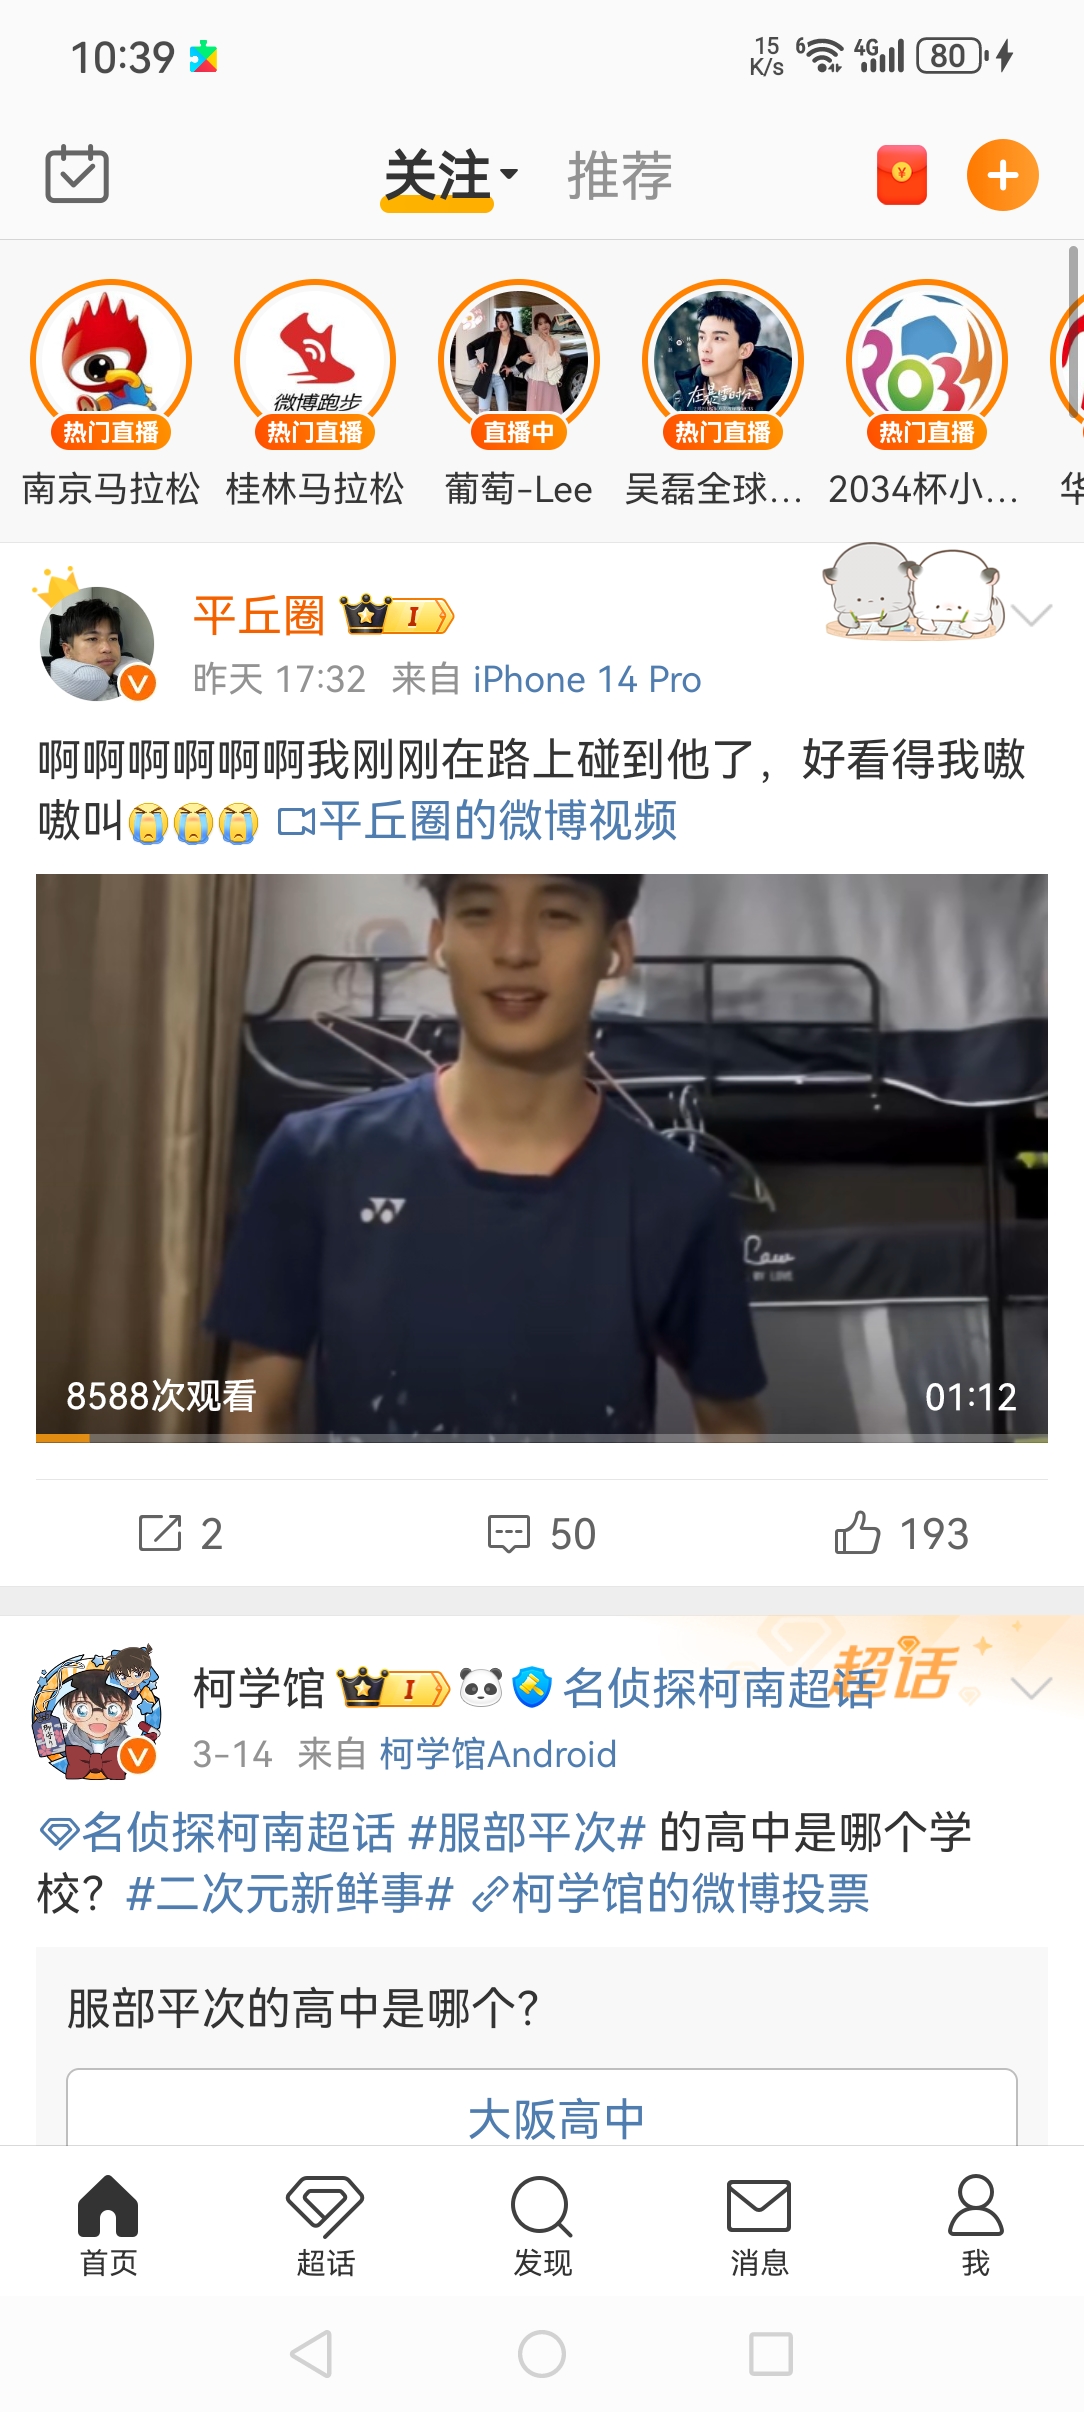 10:39
15
K/s
6
4G
80
关注
推荐
微博跑步
在暴雪时分
热门直播
热门直播
直播中
热门直播
热门直播
南京马拉松
桂林马拉松
葡萄-Lee
吴磊全球...
2034杯小...
华
平丘圈
I
昨天 17:32 来自 iPhone 14 Pro
啊啊啊啊啊啊我刚刚在路上碰到他了，好看得我嗷
嗷叫 平丘圈的微博视频
BY LOVE
8588次观看
01:12
2
50
193
超话
柯学馆
I
名侦探柯南超话
3-14 来自 柯学馆Android
名侦探柯南超话 #服部平次# 的高中是哪个学
校？#二次元新鲜事# 柯学馆的微博投票
服部平次的高中是哪个？
大阪高中
首页
超话
发现
消息
我